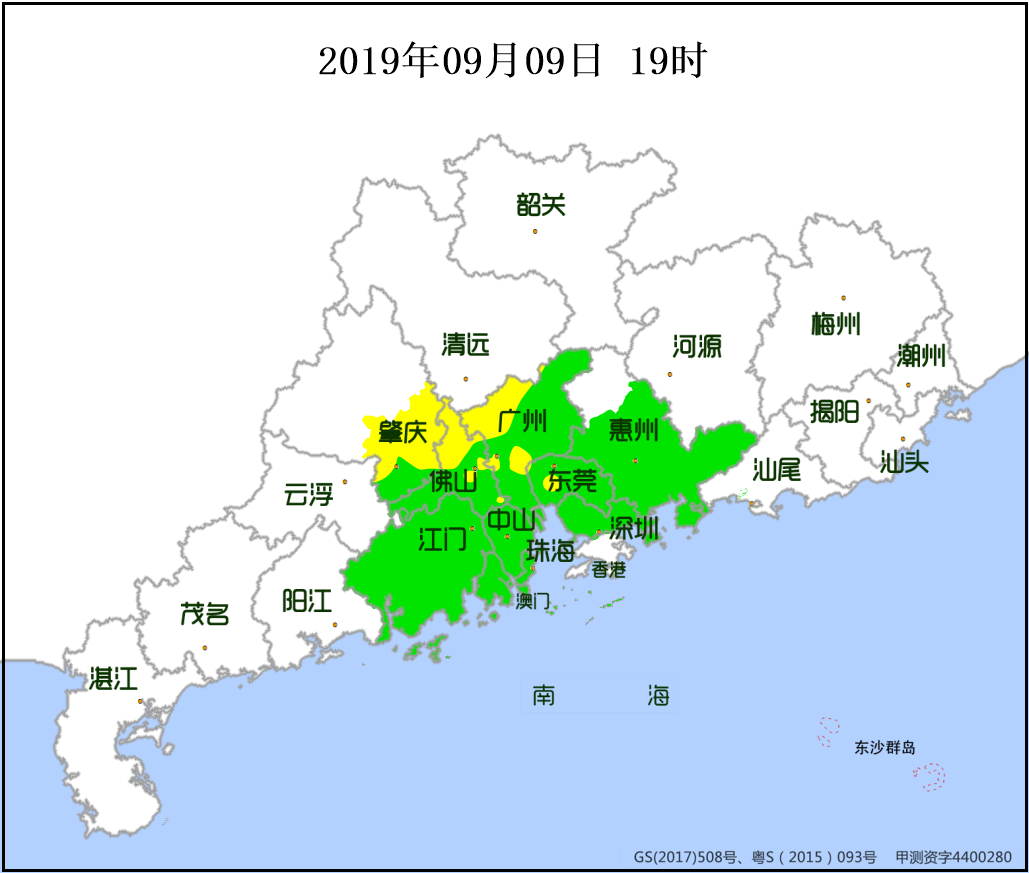 2019年09月09日 19时
韶关
梅州
清远
河源
潮州
揭阳
广州
肇庆
惠州
汕头
汕尾
佛山
东莞
云浮
中山
深圳
江门
珠海
香港
澳门
阳江
茂名
湛江
南 海
东沙群岛
GS(2017)508号、粤S（2015）093号 甲测资字4400280